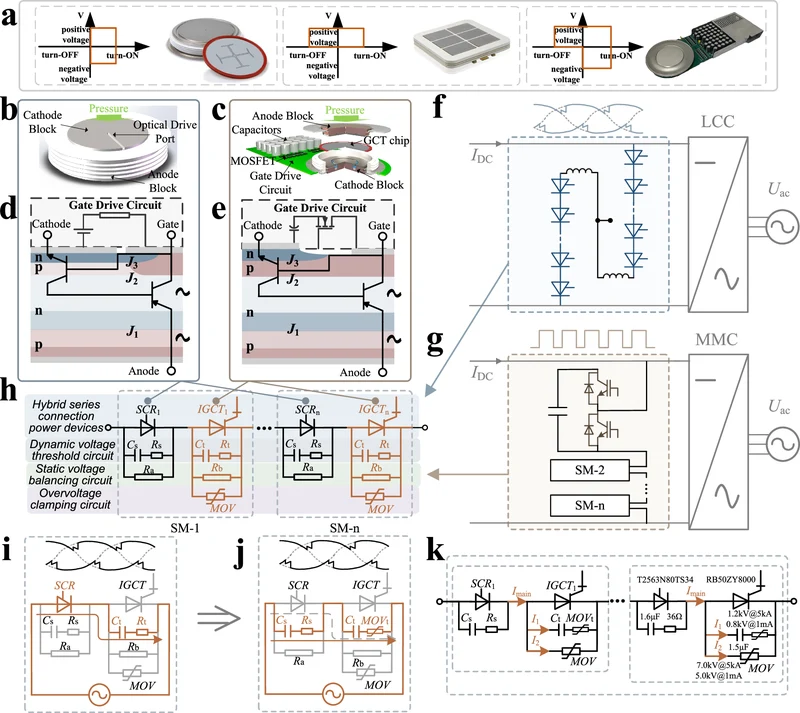 a
V
positive
voltage
turn-OFF
turn-ON
negative
voltage
V
positive
voltage
turn-OFF
turn-ON
negative
voltage
V
positive
voltage
turn-OFF
turn-ON
negative
voltage
b
Pressure
Cathode
Block
Optical Drive
Port
Anode
Block
c
Pressure
Anode Block
Capacitors
GCT chip
MOSFET
Gate Drive
Circuit
Cathode Block
d
Gate Drive Circuit
Cathode
Gate
n
p
J3
J2
n
J1
p
Anode
e
Gate Drive Circuit
Cathode
Gate
n
p
J3
J2
n
J1
p
Anode
f
LCC
IDC
Uac
g
MMC
IDC
Uac
SM-2
SM-n
h
Hybrid series
connection
power devices
Dynamic voltage
threshold circuit
Static voltage
balancing circuit
Overvoltage
clamping circuit
SCR1
IGCT1
SCRn
IGCTn
Cs
Rs
Ct
Rt
Cs
Rs
Ct
Rt
Ra
Rb
Ra
Rb
MOV
MOV
SM-1
SM-n
i
SCR
IGCT
Cs
Rs
Ct
Rt
Ra
Rb
MOV
j
SCR
IGCT
Cs
Rs
Ct
MOVt
Ra
Rb
MOV
k
SCR1
Imain
IGCT1
Cs
Rs
I1
Ct
MOVt
I2
MOV
T2563N80TS34
Imain
RB50ZY8000
1.6μF
36Ω
1.2kV@5kA
0.8kV@1mA
I1
I2
1.5μF
7.0kV@5kA
5.0kV@1mA
MOV